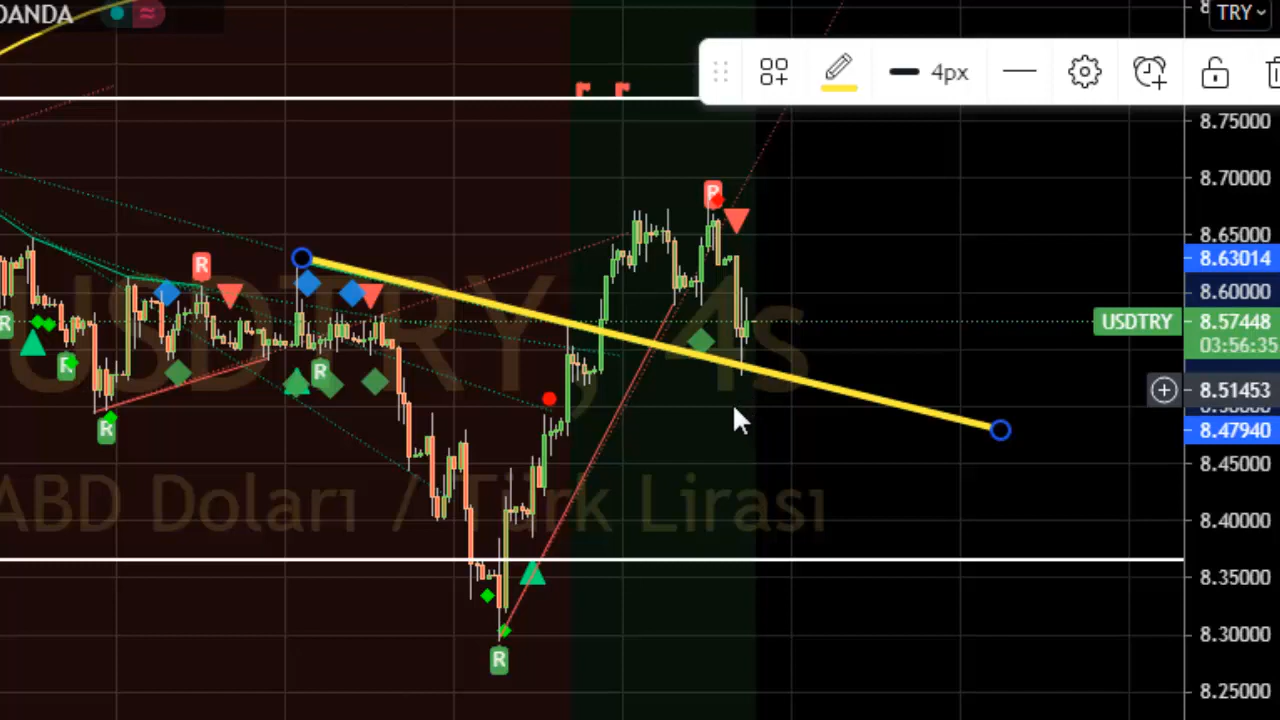 OANDA
TRY
4px
8.75000
8.70000
8.65000
8.63014
8.60000
USDTRY 8.57448
03:56:35
8.51453
8.47940
8.45000
8.40000
8.35000
8.30000
8.25000
USDTRY, 4s
ABD Doları / Türk Lirası
R
R
R
R
R
R
R